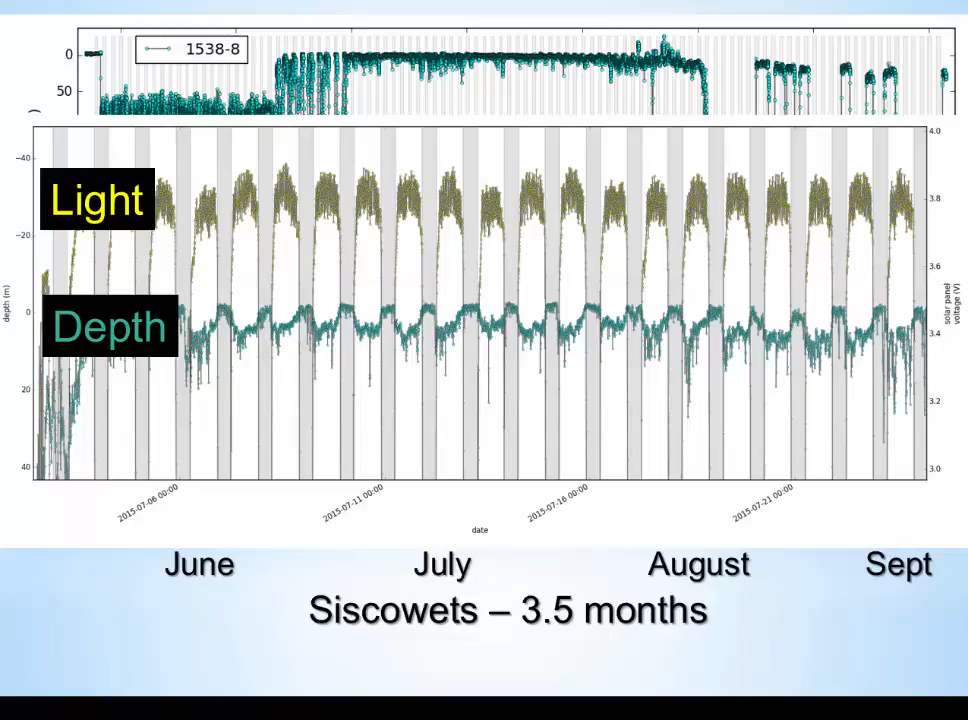 0
1538-8
50
)
4.0
−40
Light
3.8
−20
3.6
depth (m)
0
solar panel
voltage (V)
Depth
3.4
20
3.2
40
3.0
2015-07-06 00:00
2015-07-11 00:00
2015-07-16 00:00
2015-07-21 00:00
date
June July August Sept
Siscowets – 3.5 months